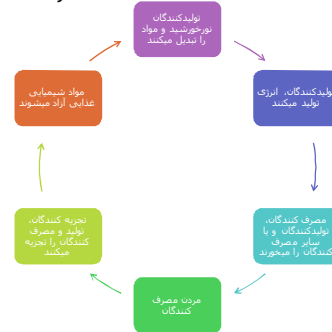 تولیدکنندگان
نورخورشید و مواد
را تبدیل میکنند
تولیدکنندگان، انرژی
تولید میکنند
مصرف کنندگان،
تولیدکنندگان و یا
سایر مصرف
کنندگان را میخورند
مردن مصرف
کنندگان
تجزیه کنندگان،
تولید و مصرف
کنندگان را تجزیه
میکنند
مواد شیمیایی
غذایی آزاد میشوند